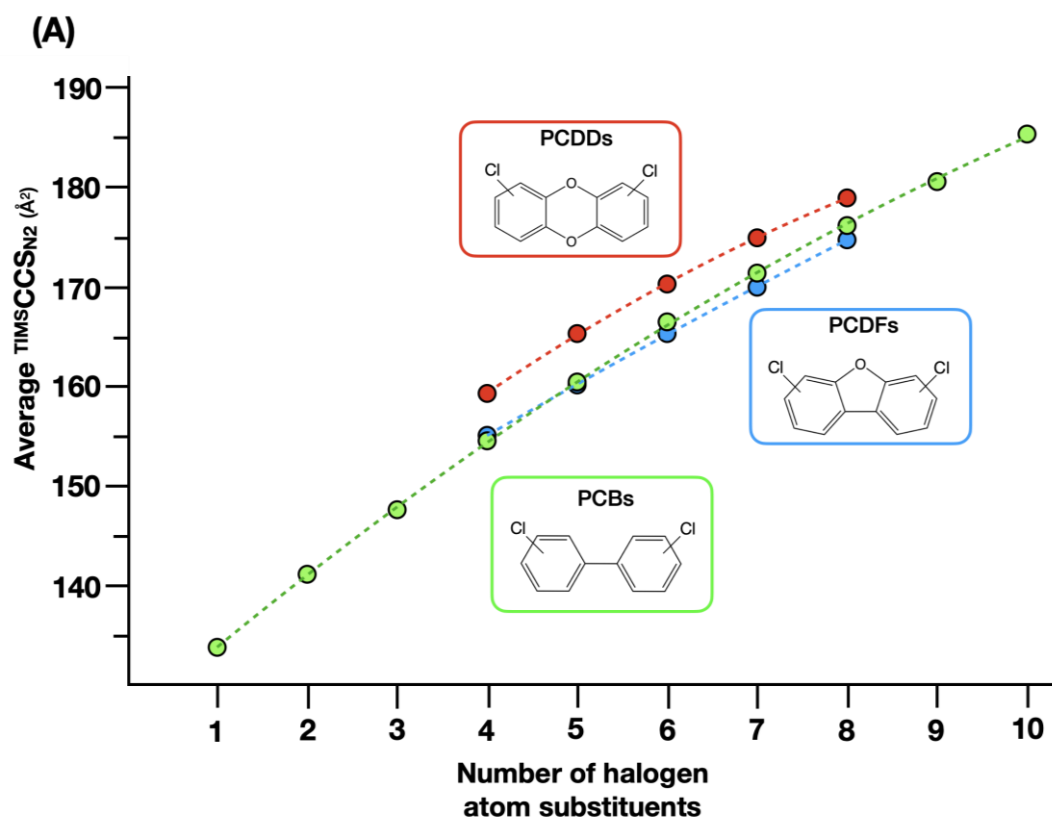 (A)
190
180
170
160
150
140
Average TIMSCCSN2 (Å2)
PCDDs
Cl
Cl
O
O
PCDFs
Cl
O
Cl
PCBs
Cl
Cl
1 2 3 4 5 6 7 8 9 10
Number of halogen
atom substituents